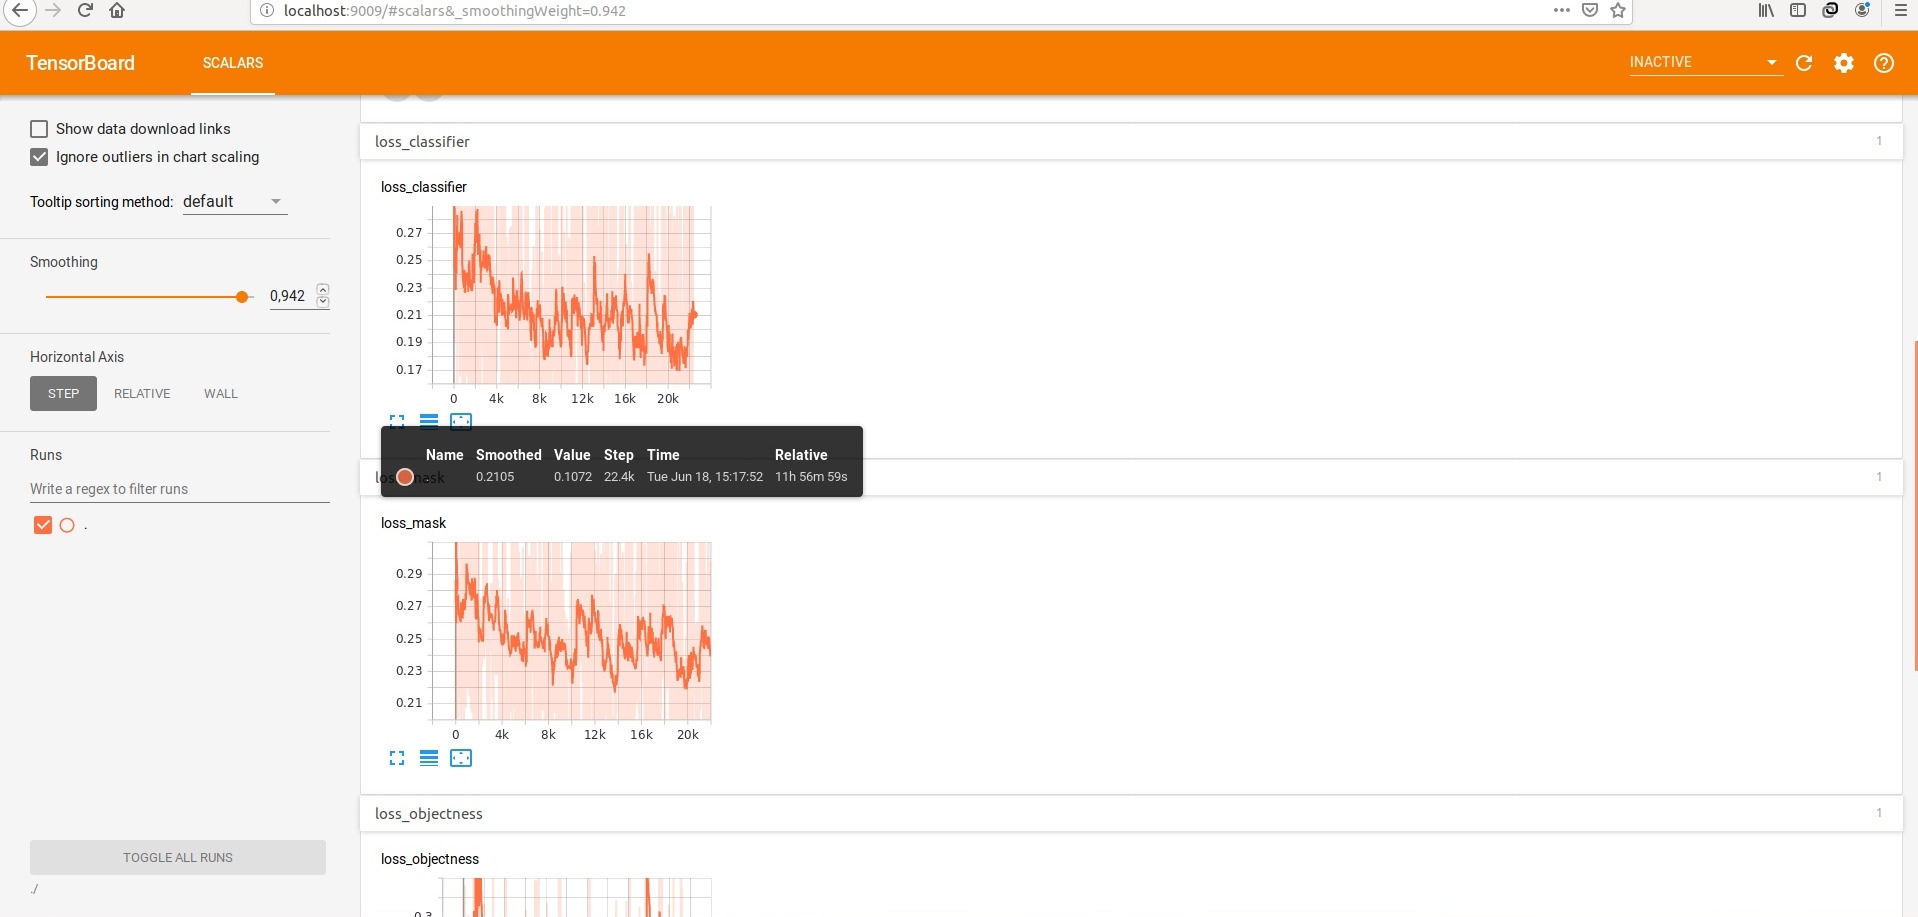 localhost:9009/#scalars&_smoothingWeight=0.942
TensorBoard
SCALARS
INACTIVE
Show data download links
Ignore outliers in chart scaling
Tooltip sorting method: default
Smoothing
0,942
Horizontal Axis
STEP RELATIVE WALL
Runs
Write a regex to filter runs
.
TOGGLE ALL RUNS
./
loss_classifier 1
loss_classifier
0.27
0.25
0.23
0.21
0.19
0.17
0 4k 8k 12k 16k 20k
Name Smoothed Value Step Time Relative
0.2105 0.1072 22.4k Tue Jun 18, 15:17:52 11h 56m 59s
loss_mask 1
loss_mask
0.29
0.27
0.25
0.23
0.21
0 4k 8k 12k 16k 20k
loss_objectness 1
loss_objectness
0.3